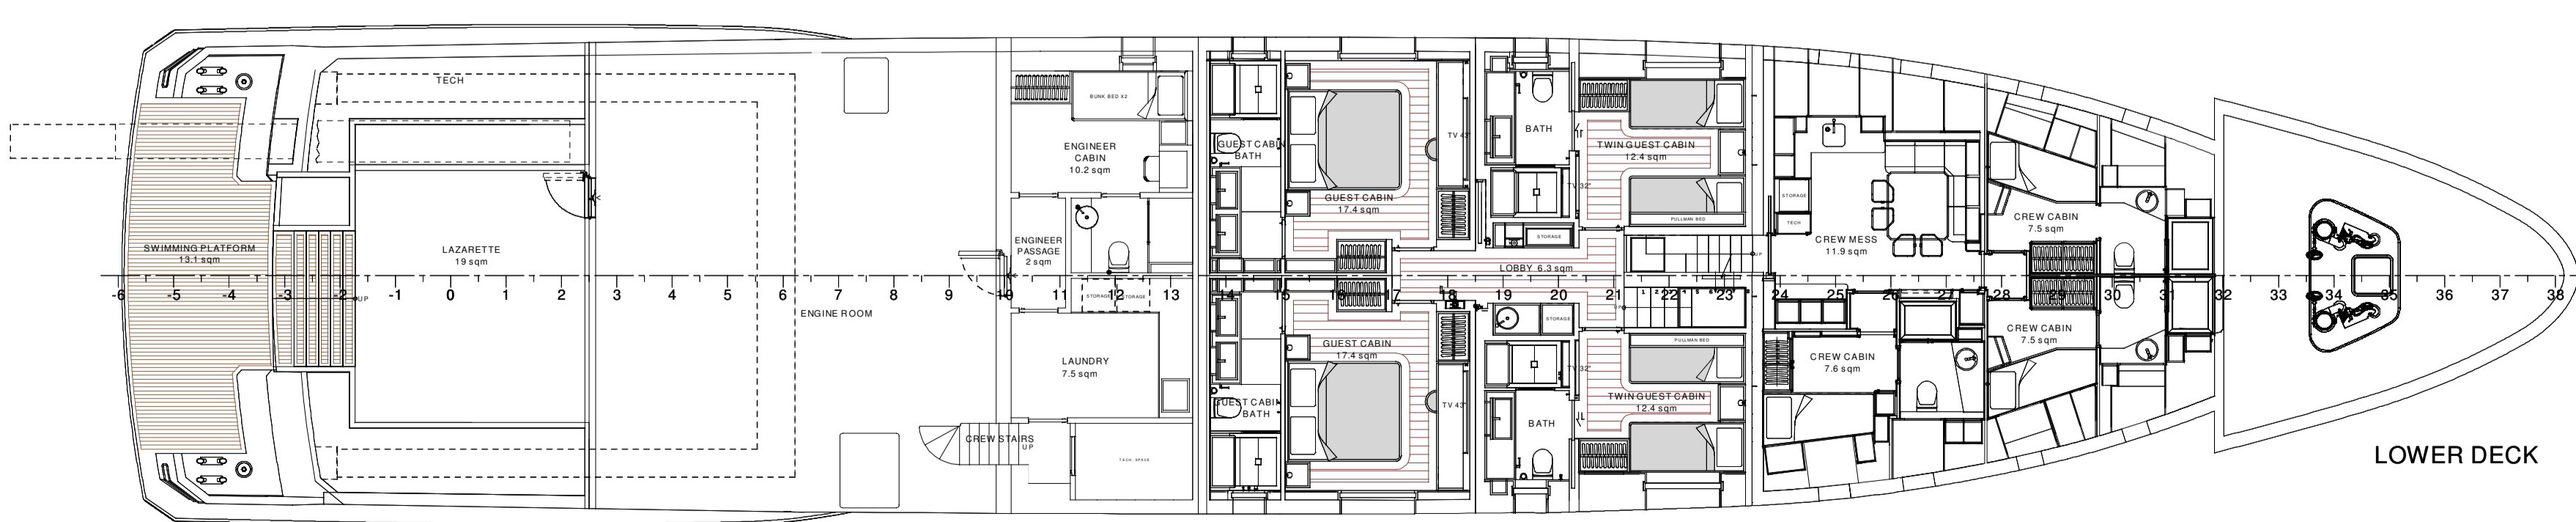 TECH
SWIMMING PLATFORM
13.1 sqm
UP
LAZARETTE
19 sqm
ENGINE ROOM
BUNK BED X2
ENGINEER
CABIN
10.2 sqm
ENGINEER
PASSAGE
2 sqm
STORAGE
STORAGE
LAUNDRY
7.5 sqm
CREW STAIRS
UP
TECH SPACE
GUEST CABIN
BATH
GUEST CABIN
17.4 sqm
TV 43"
GUEST CABIN
17.4 sqm
TV 43"
GUEST CABIN
BATH
BATH
TWIN GUEST CABIN
12.4 sqm
TV 32"
PULLMAN BED
STORAGE
LOBBY 6.3 sqm
UP
UP
STORAGE
PULLMAN BED
TV 32"
TWIN GUEST CABIN
12.4 sqm
BATH
STORAGE
TECH
CREW MESS
11.9 sqm
CREW CABIN
7.5 sqm
CREW CABIN
7.5 sqm
CREW CABIN
7.6 sqm
-6 -5 -4 -3 -2 -1 0 1 2 3 4 5 6 7 8 9 10 11 12 13 14 15 16 17 18 19 20 21 22 23 24 25 26 27 28 29 30 31 32 33 34 35 36 37 38
LOWER DECK